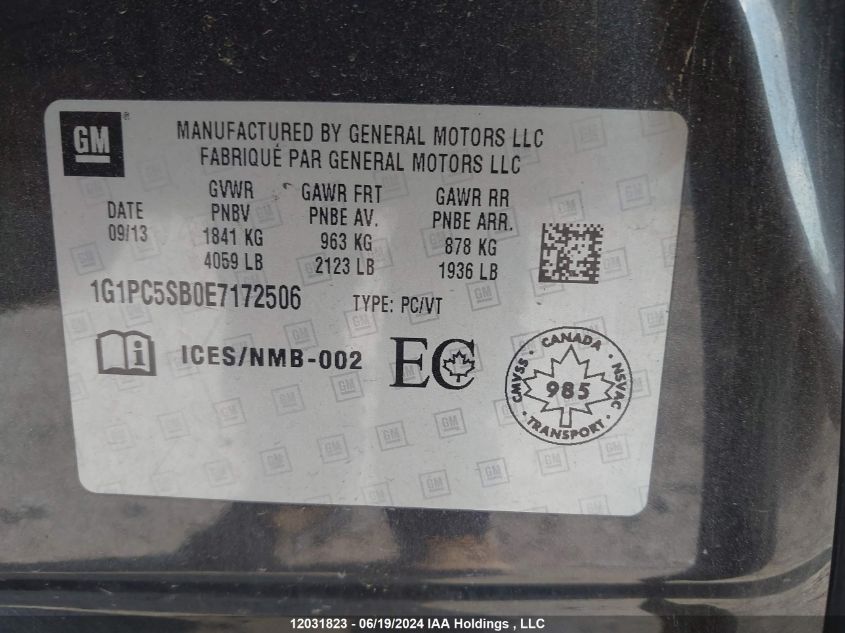 GM
MANUFACTURED BY GENERAL MOTORS LLC
FABRIQUÉ PAR GENERAL MOTORS LLC
DATE
09/13
GVWR
PNBV
1841 KG
4059 LB
GAWR FRT
PNBE AV.
963 KG
2123 LB
GAWR RR
PNBE ARR.
878 KG
1936 LB
1G1PC5SB0E7172506 TYPE: PC/VT
i ICES/NMB-002 EC
CMVSS · CANADA · NSVAC · TRANSPORT ·
985
12031823 - 06/19/2024 IAA Holdings , LLC